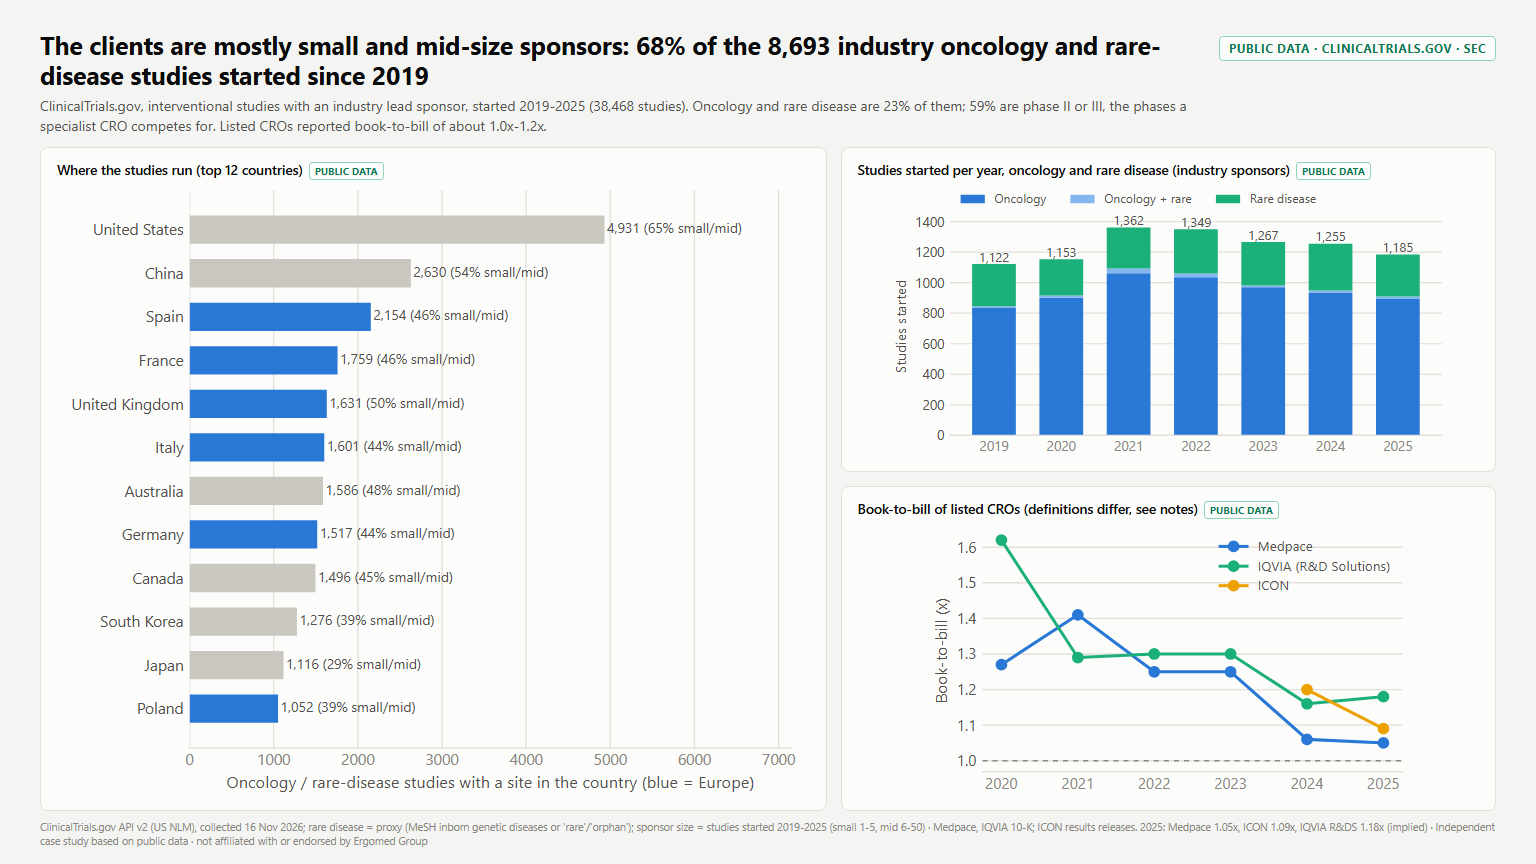 The clients are mostly small and mid-size sponsors: 68% of the 8,693 industry oncology and rare-
disease studies started since 2019
PUBLIC DATA · CLINICALTRIALS.GOV · SEC
ClinicalTrials.gov, interventional studies with an industry lead sponsor, started 2019-2025 (38,468 studies). Oncology and rare disease are 23% of them; 59% are phase II or III, the phases a
specialist CRO competes for. Listed CROs reported book-to-bill of about 1.0x-1.2x.
Where the studies run (top 12 countries)
PUBLIC DATA
United States
4,931 (65% small/mid)
China
2,630 (54% small/mid)
Spain
2,154 (46% small/mid)
France
1,759 (46% small/mid)
United Kingdom
1,631 (50% small/mid)
Italy
1,601 (44% small/mid)
Australia
1,586 (48% small/mid)
Germany
1,517 (44% small/mid)
Canada
1,496 (45% small/mid)
South Korea
1,276 (39% small/mid)
Japan
1,116 (29% small/mid)
Poland
1,052 (39% small/mid)
0 1000 2000 3000 4000 5000 6000 7000
Oncology / rare-disease studies with a site in the country (blue = Europe)
Studies started per year, oncology and rare disease (industry sponsors)
PUBLIC DATA
Oncology Oncology + rare Rare disease
Studies started
1400
1200
1000
800
600
400
200
0
1,122 1,153 1,362 1,349 1,267 1,255 1,185
2019 2020 2021 2022 2023 2024 2025
Book-to-bill of listed CROs (definitions differ, see notes)
PUBLIC DATA
Medpace
IQVIA (R&D Solutions)
ICON
Book-to-bill (x)
1.6
1.5
1.4
1.3
1.2
1.1
1.0
2020 2021 2022 2023 2024 2025
ClinicalTrials.gov API v2 (US NLM), collected 16 Nov 2026; rare disease = proxy (MeSH inborn genetic diseases or 'rare'/'orphan'); sponsor size = studies started 2019-2025 (small 1-5, mid 6-50) · Medpace, IQVIA 10-K; ICON results releases. 2025: Medpace 1.05x, ICON 1.09x, IQVIA R&DS 1.18x (implied) · Independent
case study based on public data · not affiliated with or endorsed by Ergomed Group